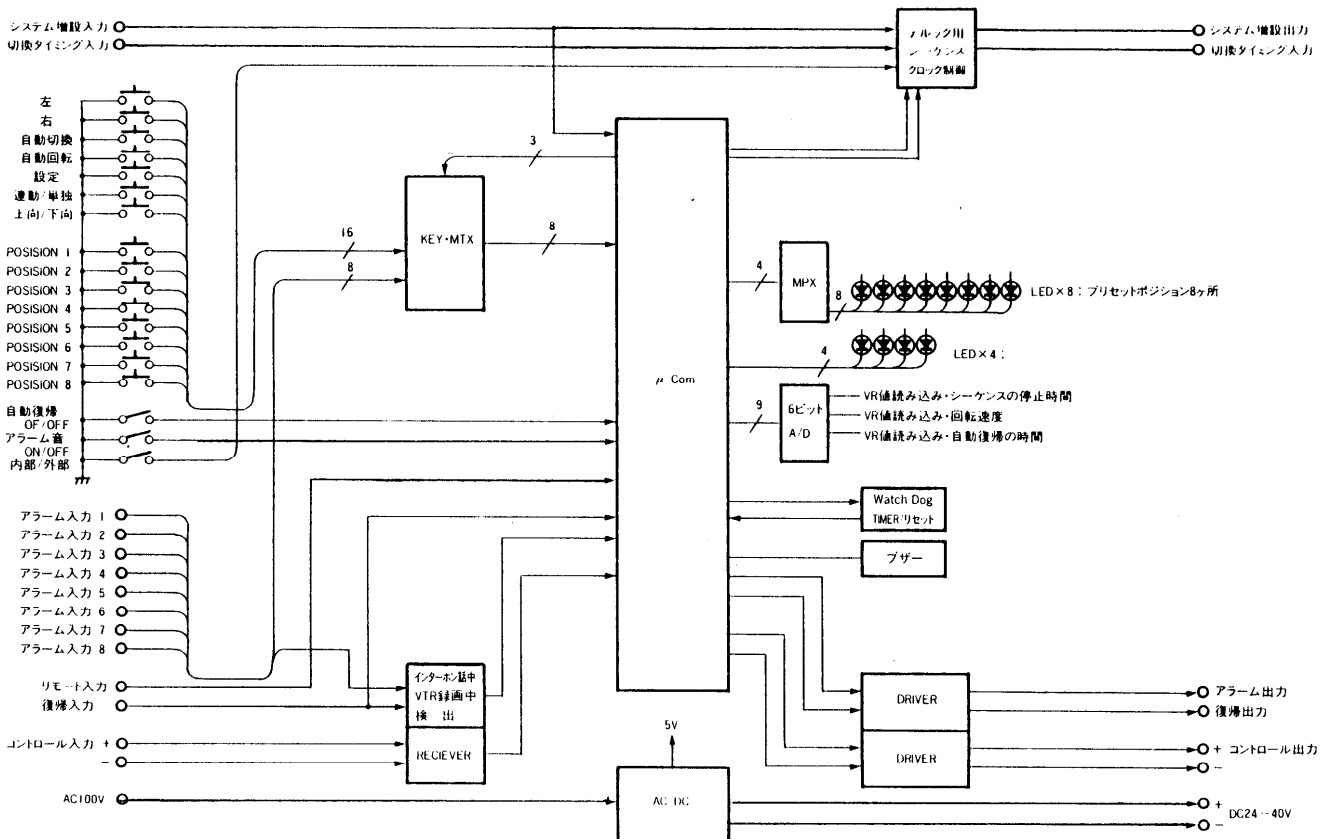 システム増設入力
切換タイミング入力
ルック用
シーケンス
クロック制御
システム増設出力
切換タイミング入力
左
右
自動切換
自動回転
設定
連動/単独
上向/下向
POSISION 1
POSISION 2
POSISION 3
POSISION 4
POSISION 5
POSISION 6
POSISION 7
POSISION 8
自動復帰
OF/OFF
アラーム音
ON/OFF
内部/外部
3
KEY・MTX
16
8
8
μ Com
4
MPX
8
LED×8：プリセットポジション8ヶ所
4
LED×4：
9
6ビット
A/D
VR値読み込み・シーケンスの停止時間
VR値読み込み・回転速度
VR値読み込み・自動復帰の時間
Watch Dog
TIMER/リセット
ブザー
アラーム入力 1
アラーム入力 2
アラーム入力 3
アラーム入力 4
アラーム入力 5
アラーム入力 6
アラーム入力 7
アラーム入力 8
リモート入力
復帰入力
コントロール入力 +
−
インターホン話中
VTR録画中
検出
RECIEVER
DRIVER
DRIVER
アラーム出力
復帰出力
+ コントロール出力
−
5V
AC100V
AC/DC
+
DC24--40V
−